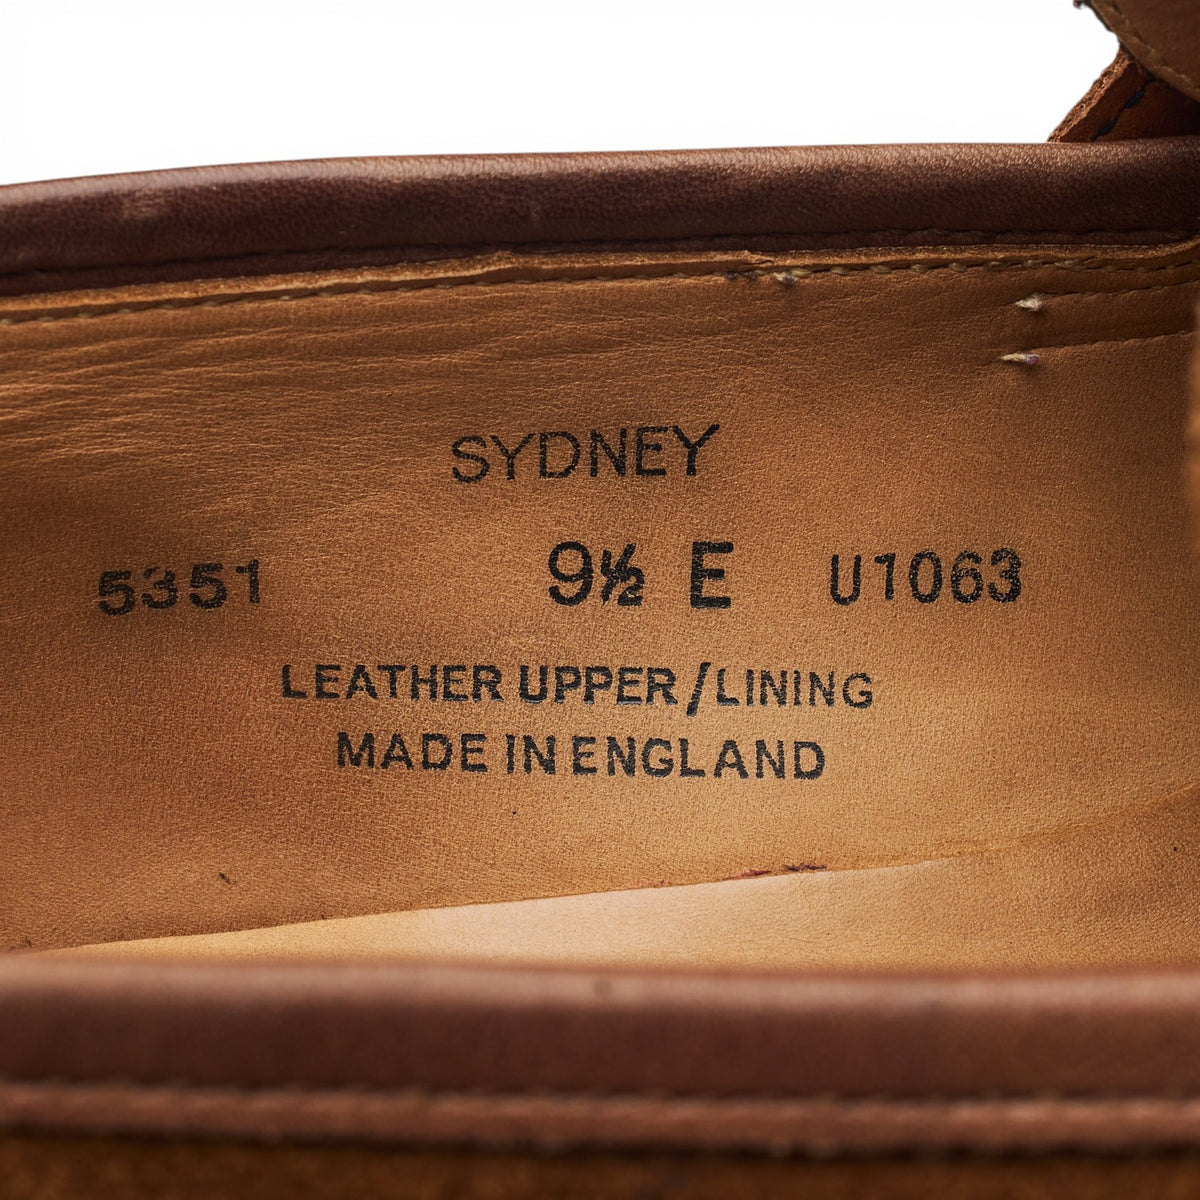 SYDNEY
5351 9½ E U1063
LEATHER UPPER/LINING
MADE IN ENGLAND